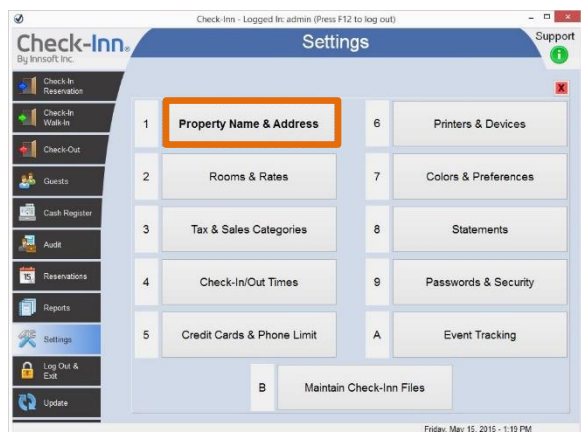 Check-Inn - Logged In: admin (Press F12 to log out)
Check-Inn®
By Innsoft Inc.
Settings
Support
Check-In
Reservation
Check-In
Walk-In
Check-Out
Guests
Cash Register
Audit
15
Reservations
Reports
Settings
Log Out &
Exit
Update
X
1 Property Name & Address
6 Printers & Devices
2 Rooms & Rates
7 Colors & Preferences
3 Tax & Sales Categories
8 Statements
4 Check-In/Out Times
9 Passwords & Security
5 Credit Cards & Phone Limit
A Event Tracking
B Maintain Check-Inn Files
Friday, May 15, 2015 - 1:19 PM